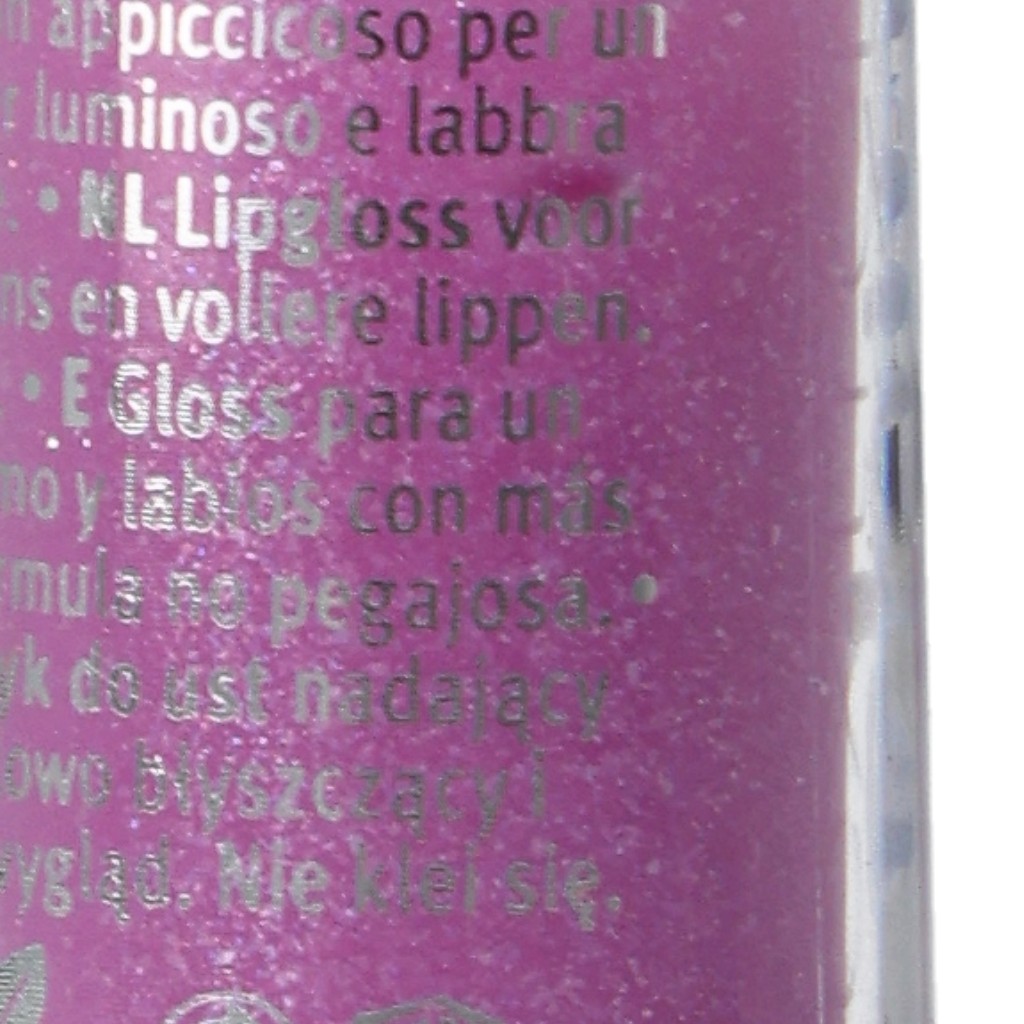 appiccicoso per un
luminoso e labbra
• NL Lipgloss voor
en vollere lippen.
• E Gloss para un
y labios con más
no pegajosa. •
do ust nadający
błyszczący i
wygląd. Nie klei się.